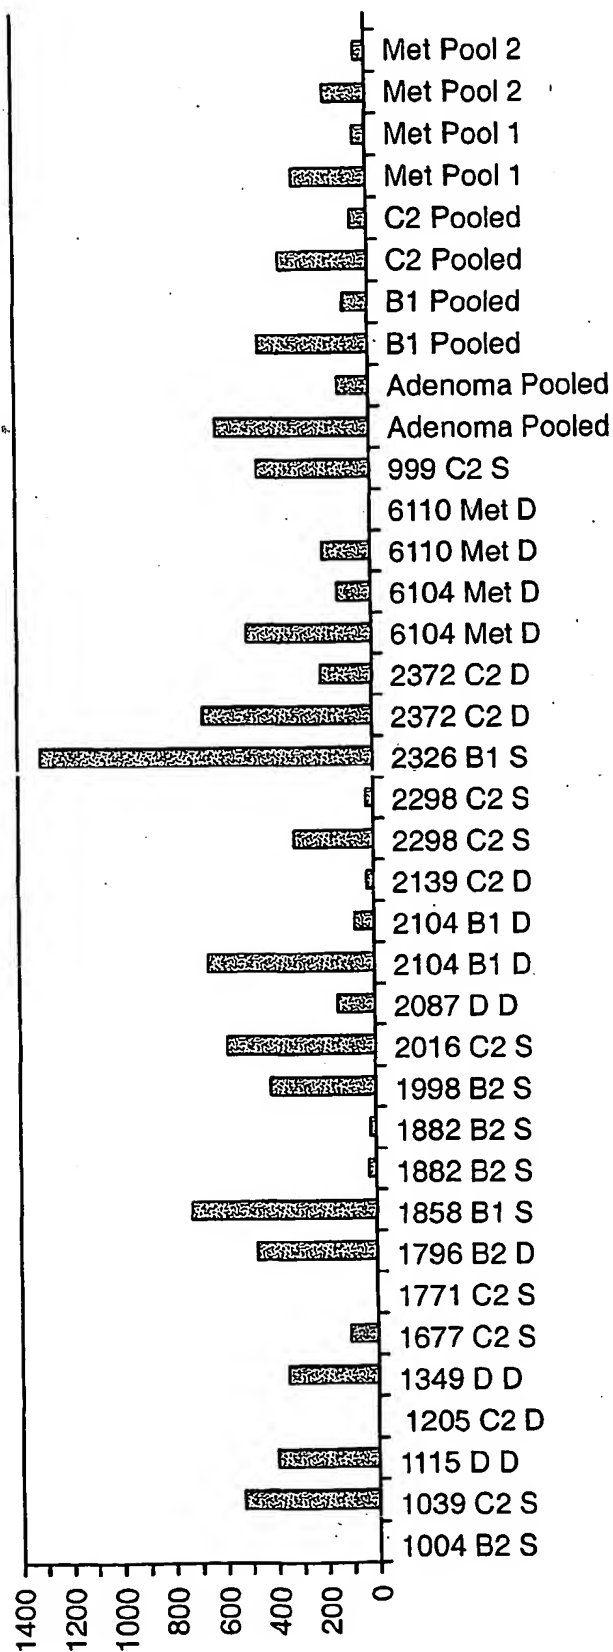 Met Pool 2
Met Pool 2
Met Pool 1
Met Pool 1
C2 Pooled
C2 Pooled
B1 Pooled
B1 Pooled
Adenoma Pooled
Adenoma Pooled
999 C2 S
6110 Met D
6110 Met D
6104 Met D
6104 Met D
2372 C2 D
2372 C2 D
2326 B1 S
2298 C2 S
2298 C2 S
2139 C2 D
2104 B1 D
2104 B1 D
2087 D D
2016 C2 S
1998 B2 S
1882 B2 S
1882 B2 S
1858 B1 S
1796 B2 D
1771 C2 S
1677 C2 S
1349 D D
1205 C2 D
1115 D D
1039 C2 S
1004 B2 S
1400
1200
1000
800
600
400
200
0